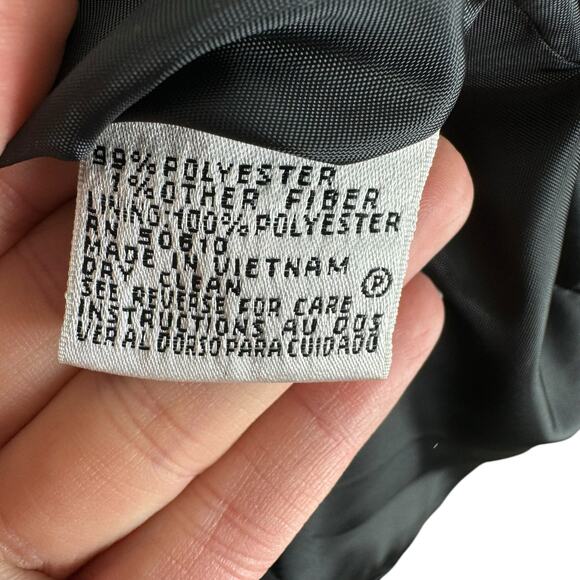 99% POLYESTER
1% OTHER FIBER
LINING:100% POLYESTER
RN 50610
MADE IN VIETNAM
DRY CLEAN P
SEE REVERSE FOR CARE
INSTRUCTIONS AU DOS
VER AL DORSO PARA CUIDADO